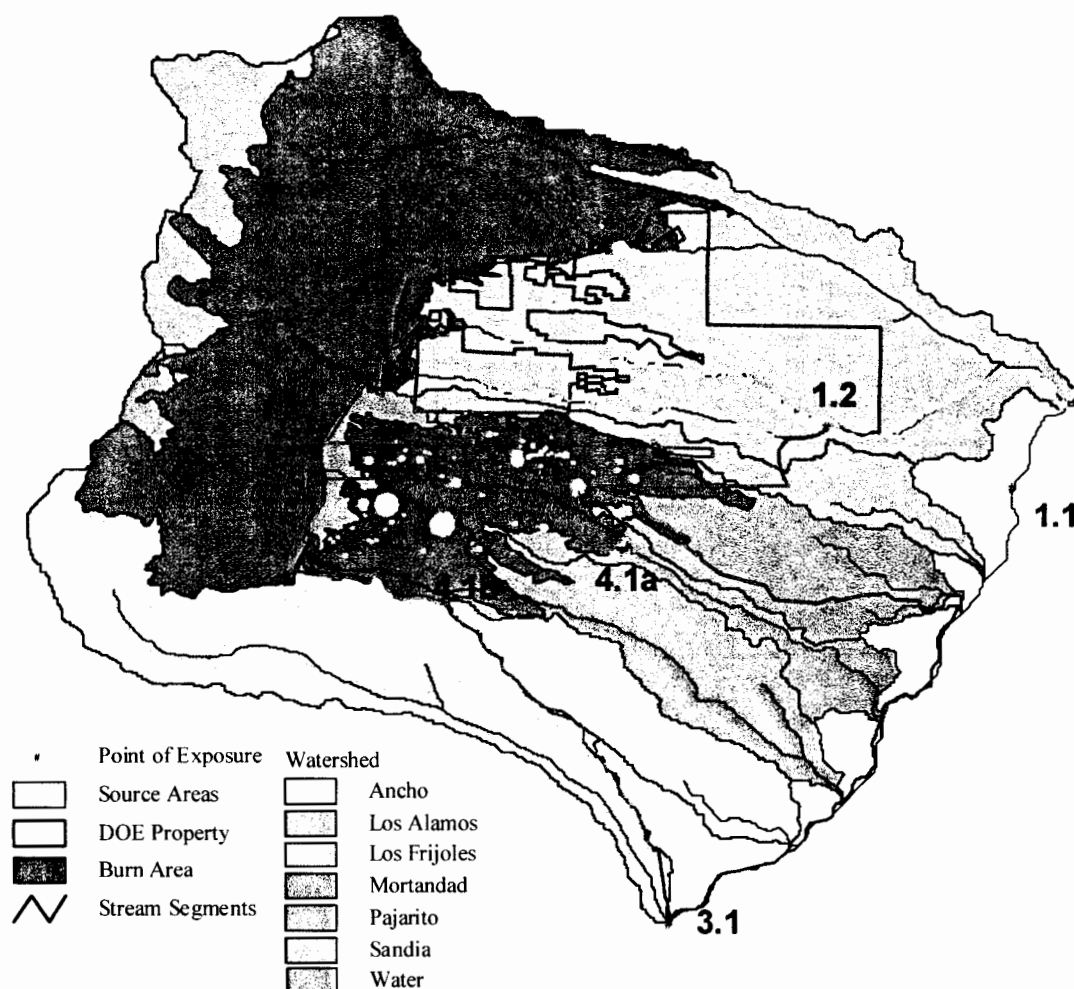 1.2
1.1
4.1a
3.1
Point of Exposure
Source Areas
DOE Property
Burn Area
Stream Segments
Watershed
Ancho
Los Alamos
Los Frijoles
Mortandad
Pajarito
Sandia
Water